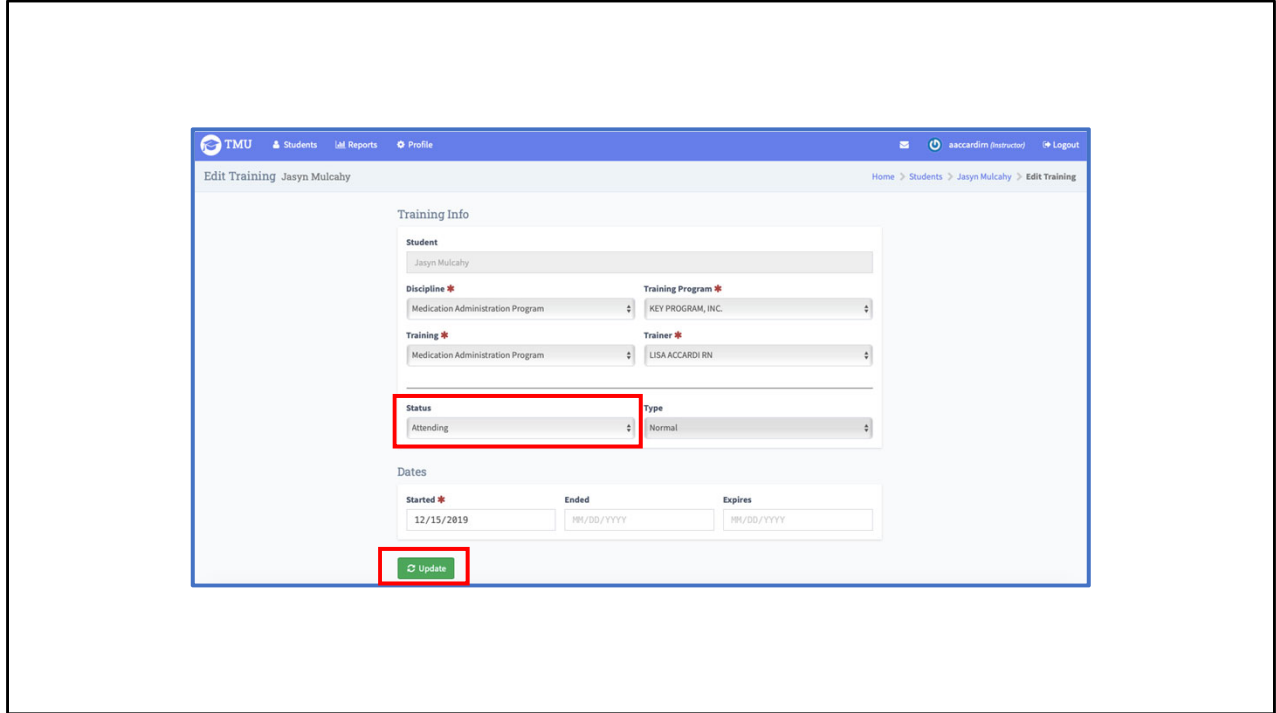 TMU Students Reports Profile aaccardim (Instructor) Logout
Edit Training Jasyn Mulcahy Home > Students > Jasyn Mulcahy > Edit Training
Training Info
Student
Jasyn Mulcahy
Discipline * Training Program *
Medication Administration Program KEY PROGRAM, INC.
Training * Trainer *
Medication Administration Program LISA ACCARDI RN
Status Type
Attending Normal
Dates
Started * Ended Expires
12/15/2019 MM/DD/YYYY MM/DD/YYYY
Update